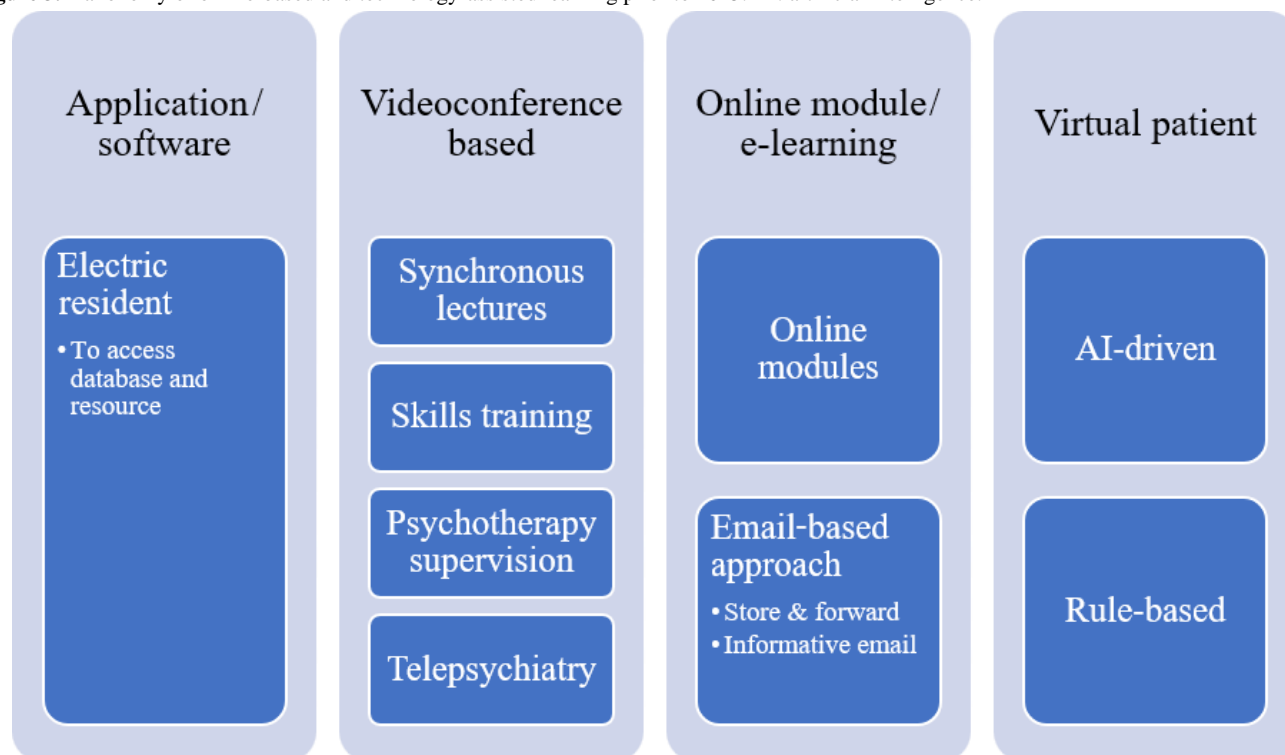 Application/
software
Electric
resident
• To access
database and
resource
Videoconference
based
Synchronous
lectures
Skills training
Psychotherapy
supervision
Telepsychiatry
Online module/
e-learning
Online
modules
Email-based
approach
• Store & forward
• Informative email
Virtual patient
AI-driven
Rule-based